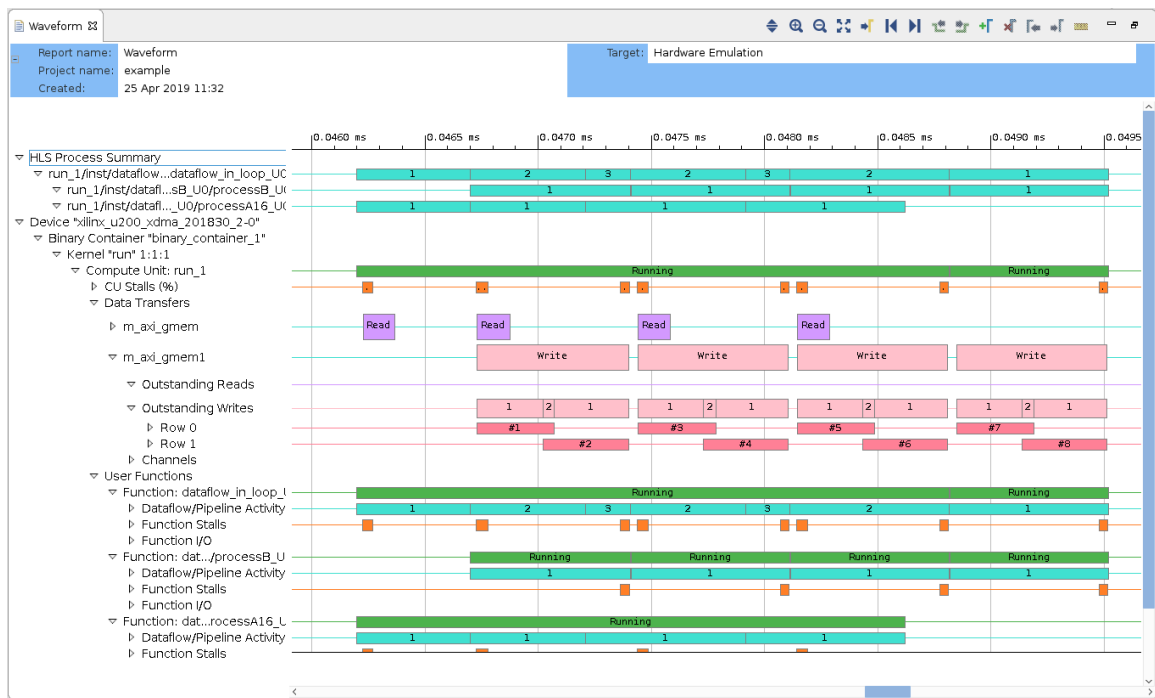 Waveform
Report name: Waveform Target: Hardware Emulation
Project name: example
Created: 25 Apr 2019 11:32
0.0460 ms 0.0465 ms 0.0470 ms 0.0475 ms 0.0480 ms 0.0485 ms 0.0490 ms 0.0495
HLS Process Summary
run_1/inst/dataflow...dataflow_in_loop_U0 1 2 3 2 3 2 1
run_1/inst/datafl...sB_U0/processB_U0 1 1 1 1
run_1/inst/datafl..._U0/processA16_U0 1 1 1 1
Device "xilinx_u200_xdma_201830_2-0"
Binary Container "binary_container_1"
Kernel "run" 1:1:1
Compute Unit: run_1 Running Running
CU Stalls (%) . .. . . . . . .
Data Transfers
m_axi_gmem Read Read Read Read
m_axi_gmem1 Write Write Write Write
Outstanding Reads
Outstanding Writes 1 2 1 1 2 1 1 2 1 1 2 1
Row 0 #1 #3 #5 #7
Row 1 #2 #4 #6 #8
Channels
User Functions
Function: dataflow_in_loop_U Running Running
Dataflow/Pipeline Activity 1 2 3 2 3 2 1
Function Stalls
Function I/O
Function: dat.../processB_U Running Running Running Running
Dataflow/Pipeline Activity 1 1 1 1
Function Stalls
Function I/O
Function: dat...rocessA16_U Running
Dataflow/Pipeline Activity 1 1 1 1
Function Stalls